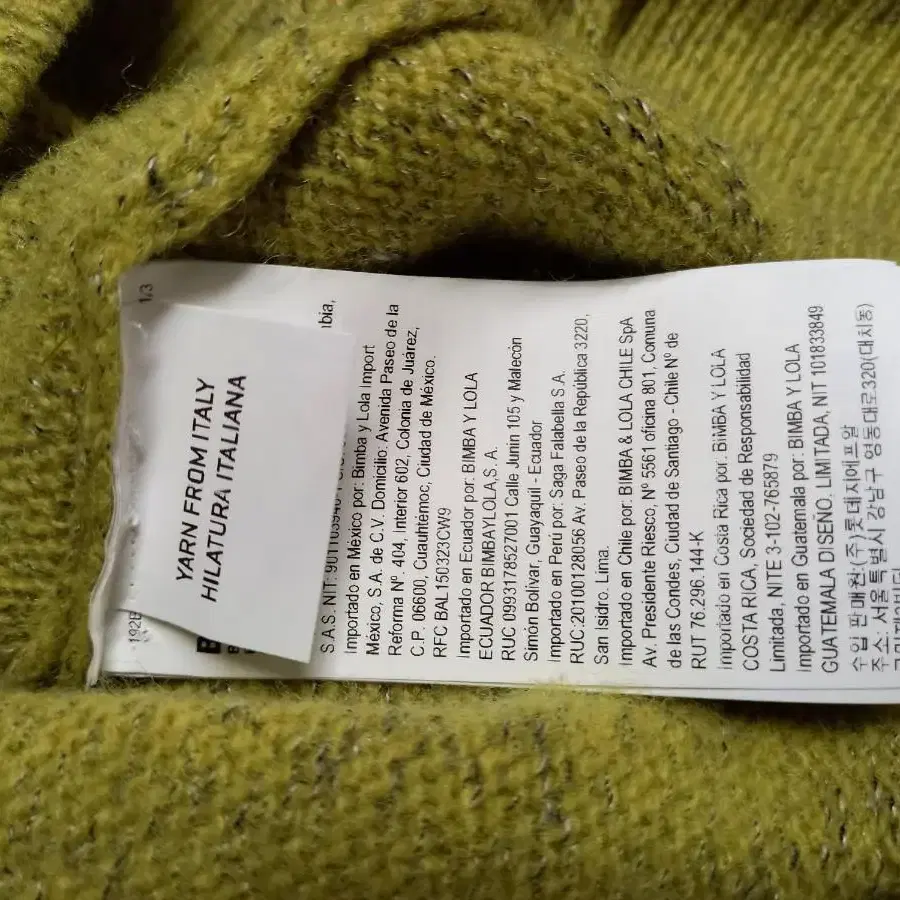 1/3
YARN FROM ITALY
HILATURA ITALIANA
192B
B
ibia,
S.A.S. NIT:
Importado en México por: Bimba y Lola Import
México, S.A. de C.V. Domicilio: Avenida Paseo de la
Reforma Nº. 404, Interior 602, Colonia de Juárez,
C.P. 06600, Cuauhtémoc, Ciudad de México.
RFC BAL150323CW9
Importado en Ecuador por: BIMBA Y LOLA
ECUADOR BIMBAYLOLA,S.A.
RUC 0993178527001 Calle Junin 105 y Malecón
Simón Bolívar, Guayaquil - Ecuador
Importado en Perú por: Saga Falabella S.A.
RUC:20100128056 Av. Paseo de la República 3220,
San Isidro. Lima.
Importado en Chile por: BIMBA & LOLA CHILE SpA
Av. Presidente Riesco, Nº 5561 oficina 801, Comuna
de las Condes, Ciudad de Santiago - Chile Nº de
RUT 76.296.144-K
Importado en Costa Rica por: BIMBA Y LOLA
COSTA RICA, Sociedad de Responsabilidad
Limitada, NITE 3-102-765879
Importado en Guatemala por: BIMBA Y LOLA
GUATEMALA DISEÑO, LIMITADA, NIT 101833849
수입 판매원:(주)롯데지에프알
주소: 서울특별시 강남구 영동대로320(대치동)